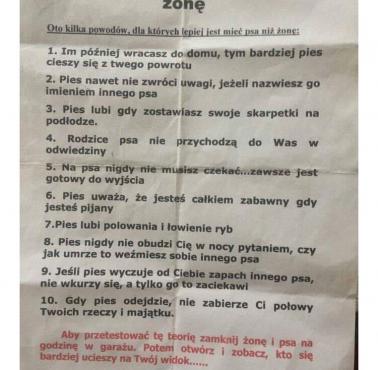 żonę
Oto kilka powodów, dla których lepiej jest mieć psa niż żonę:
1. Im później wracasz do domu, tym bardziej pies
cieszy się z twego powrotu
2. Pies nawet nie zwróci uwagi, jeżeli nazwiesz go
imieniem innego psa
3. Pies lubi gdy zostawiasz swoje skarpetki na
podłodze.
4. Rodzice psa nie przychodzą do Was w
odwiedziny
5. Na psa nigdy nie musisz czekać...zawsze jest
gotowy do wyjścia
6. Pies uważa, że jesteś całkiem zabawny gdy
jesteś pijany
7.Pies lubi polowania i łowienie ryb
8. Pies nigdy nie obudzi Cię w nocy pytaniem, czy
jak umrze to weźmiesz sobie innego psa
9. Jeśli pies wyczuje od Ciebie zapach innego psa,
nie wkurzy się, a tylko go to zaciekawi
10. Gdy pies odejdzie, nie zabierze Ci połowy
Twoich rzeczy i majątku.
Aby przetestować tę teorię zamknij żonę i psa na
godzinę w garażu. Potem otwórz i zobacz, kto się
bardziej ucieszy na Twój widok......